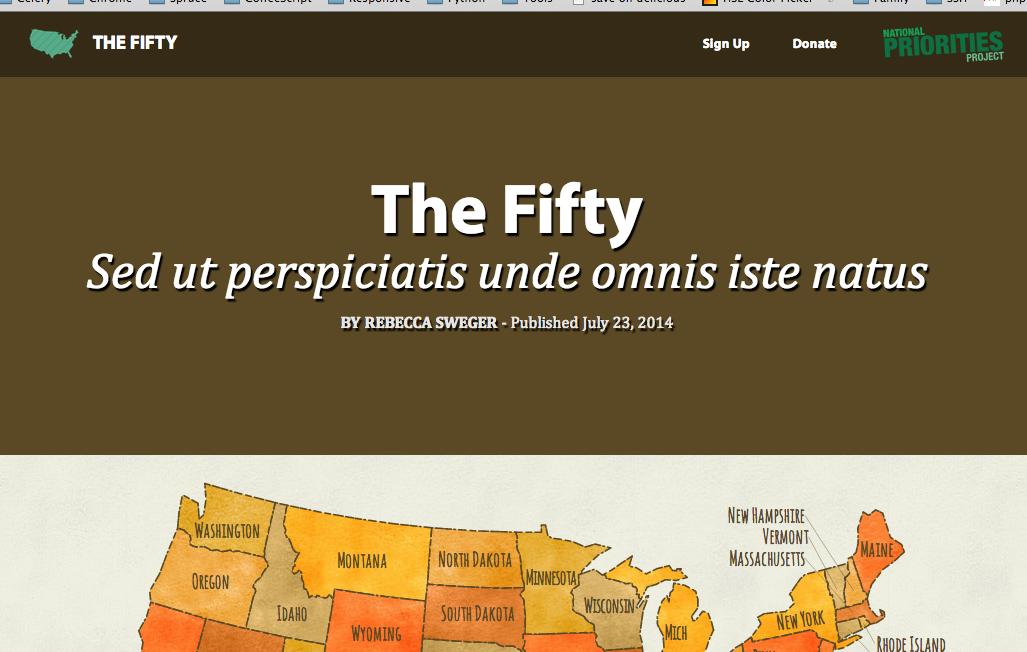 THE FIFTY
Sign Up
Donate
NATIONAL
PRIORITIES
PROJECT
The Fifty
Sed ut perspiciatis unde omnis iste natus
BY REBECCA SWEGER - Published July 23, 2014
WASHINGTON
MONTANA
NORTH DAKOTA
MINNESOTA
NEW HAMPSHIRE
VERMONT
MASSACHUSETTS
MAINE
OREGON
IDAHO
SOUTH DAKOTA
WISCONSIN
WYOMING
MICH
NEW YORK
RHODE ISLAND